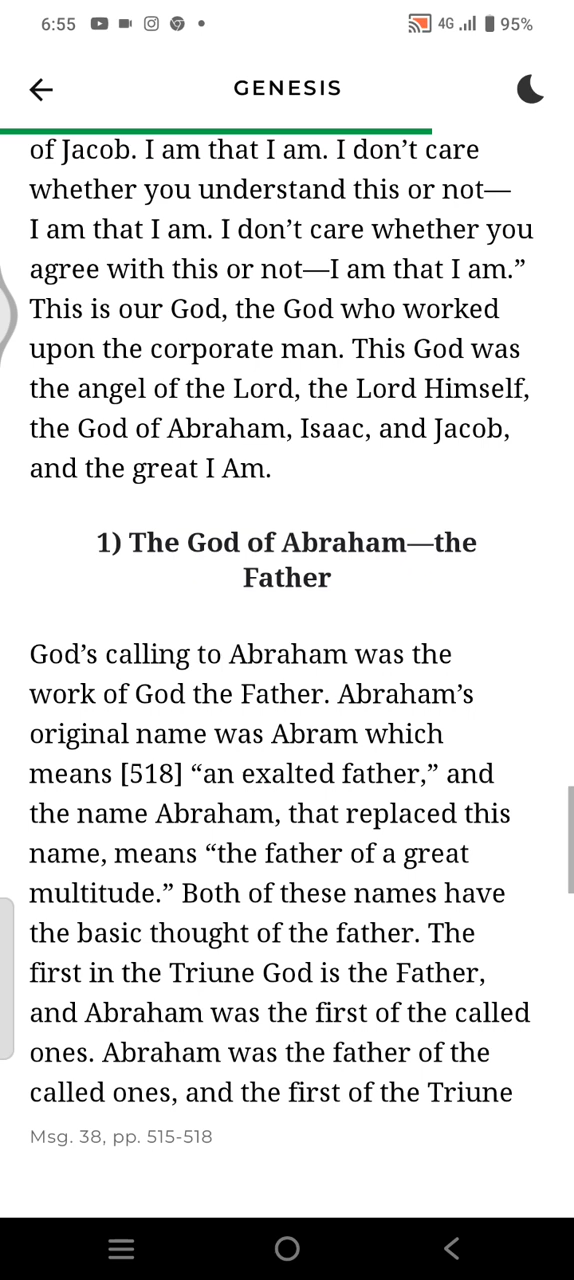 6:55
4G
95%
GENESIS
of Jacob. I am that I am. I don’t care
whether you understand this or not—
I am that I am. I don’t care whether you
agree with this or not—I am that I am.”
This is our God, the God who worked
upon the corporate man. This God was
the angel of the Lord, the Lord Himself,
the God of Abraham, Isaac, and Jacob,
and the great I Am.
1) The God of Abraham—the
Father
God’s calling to Abraham was the
work of God the Father. Abraham’s
original name was Abram which
means [518] “an exalted father,” and
the name Abraham, that replaced this
name, means “the father of a great
multitude.” Both of these names have
the basic thought of the father. The
first in the Triune God is the Father,
and Abraham was the first of the called
ones. Abraham was the father of the
called ones, and the first of the Triune
Msg. 38, pp. 515-518